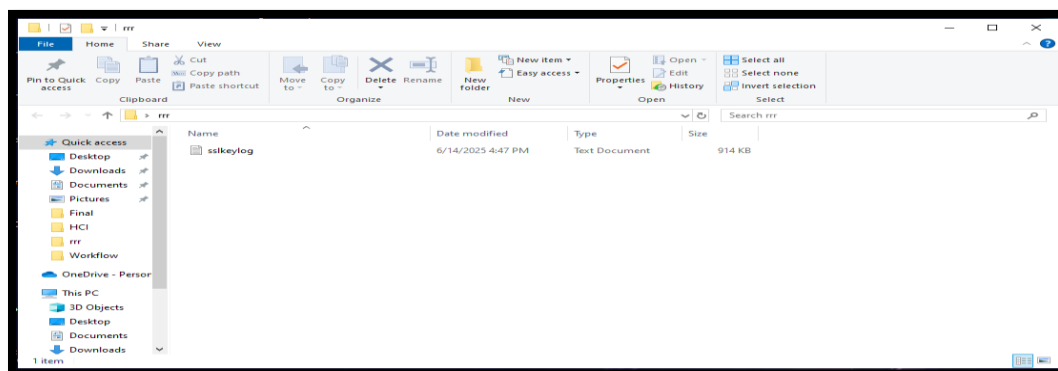 rrr
File Home Share View
Pin to Quick access
Copy
Paste
Cut
Copy path
Paste shortcut
Clipboard
Move to
Copy to
Delete
Rename
Organize
New folder
New item
Easy access
New
Properties
Open
Edit
History
Open
Select all
Select none
Invert selection
Select
rrr
Search rrr
Quick access
Desktop
Downloads
Documents
Pictures
Final
HCI
rrr
Workflow
OneDrive - Person
This PC
3D Objects
Desktop
Documents
Downloads
Name Date modified Type Size
sslkeylog 6/14/2025 4:47 PM Text Document 914 KB
1 item